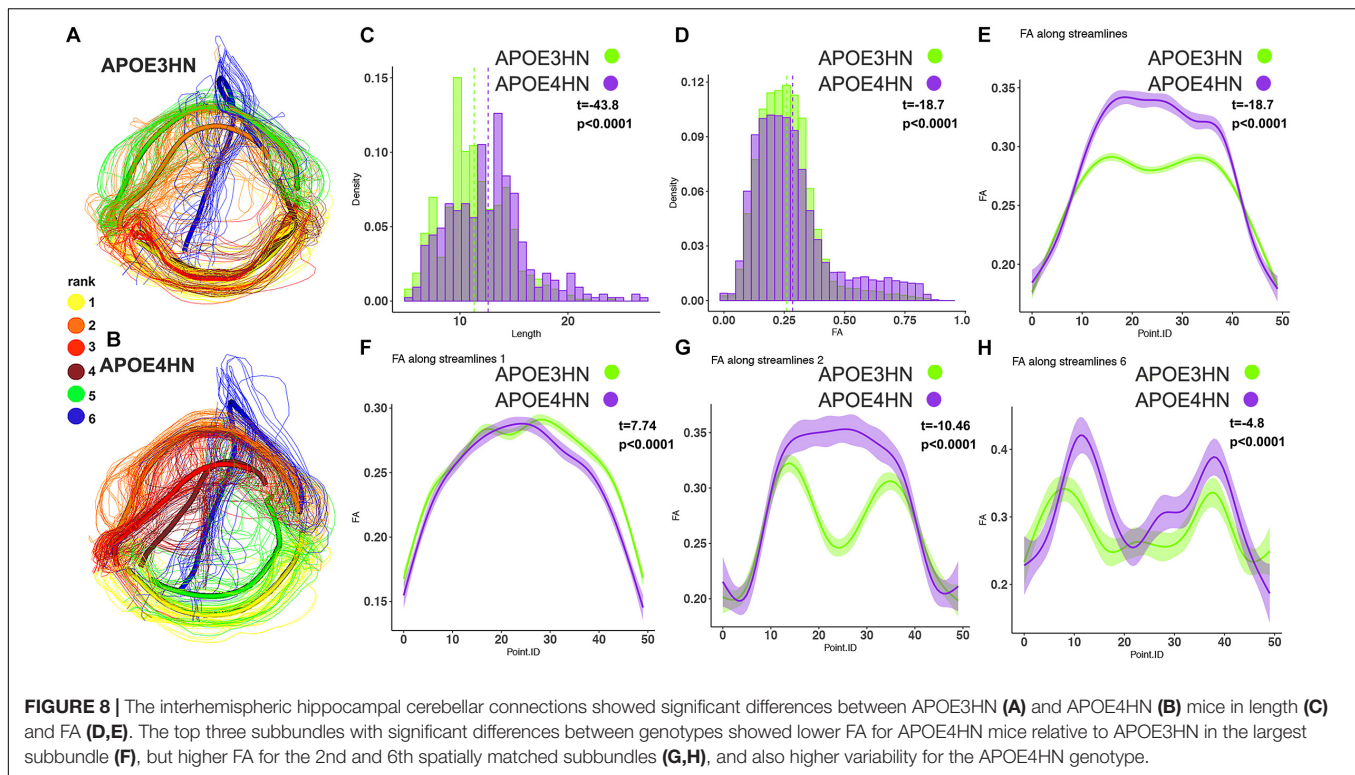 A
APOE3HN
rank
1
2
3
4
5
6
B
APOE4HN
C
APOE3HN
APOE4HN
t=-43.8
p<0.0001
0.15
0.10
0.05
0.00
Density
10
20
Length
D
APOE3HN
APOE4HN
t=-18.7
p<0.0001
0.12
0.09
0.06
0.03
0.00
Density
0.00
0.25
0.50
0.75
1.0
FA
E
FA along streamlines
APOE3HN
APOE4HN
t=-18.7
p<0.0001
0.35
0.30
0.25
0.20
FA
0
10
20
30
40
50
Point.ID
F
FA along streamlines 1
APOE3HN
APOE4HN
t=7.74
p<0.0001
0.30
0.25
0.20
0.15
FA
0
10
20
30
40
50
Point.ID
G
FA along streamlines 2
APOE3HN
APOE4HN
t=-10.46
p<0.0001
0.35
0.30
0.25
0.20
FA
0
10
20
30
40
50
Point.ID
H
FA along streamlines 6
APOE3HN
APOE4HN
t=-4.8
p<0.0001
0.4
0.3
0.2
FA
0
10
20
30
40
50
Point.ID
FIGURE 8 | The interhemispheric hippocampal cerebellar connections showed significant differences between APOE3HN (A) and APOE4HN (B) mice in length (C)
and FA (D,E). The top three subbundles with significant differences between genotypes showed lower FA for APOE4HN mice relative to APOE3HN in the largest
subbundle (F), but higher FA for the 2nd and 6th spatially matched subbundles (G,H), and also higher variability for the APOE4HN genotype.